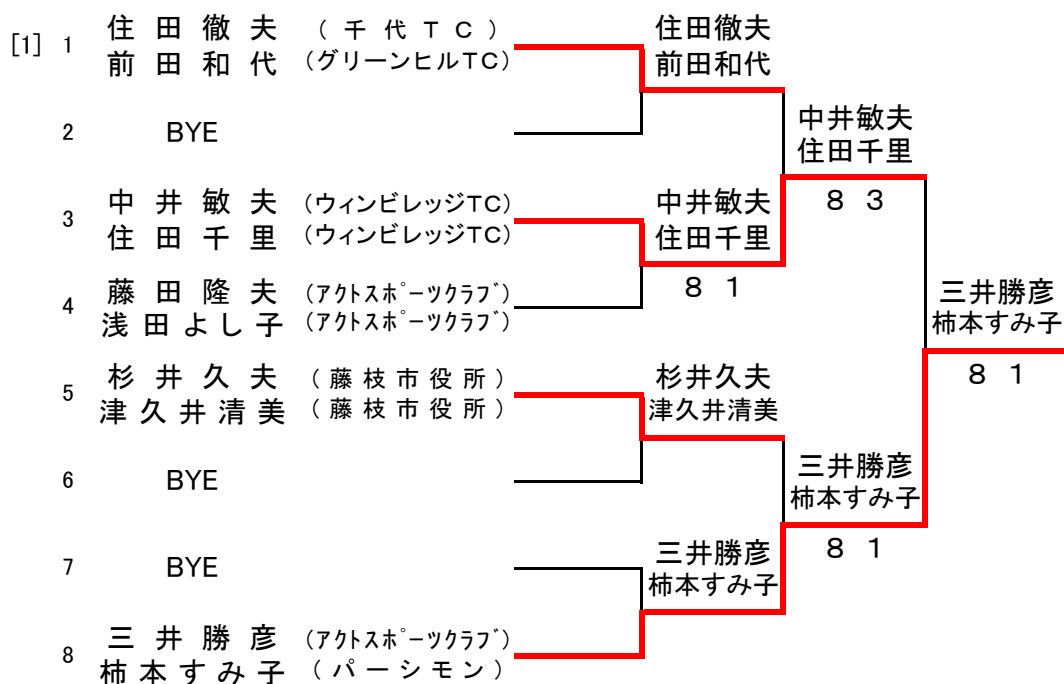 [1] 1 住田徹夫 (千代TC)
前田和代 (グリーンヒルTC)
2 BYE
3 中井敏夫 (ウィンビレッジTC)
住田千里 (ウィンビレッジTC)
4 藤田隆夫 (ｱｸﾄｽﾎﾟｰﾂｸﾗﾌﾞ)
浅田よし子 (ｱｸﾄｽﾎﾟｰﾂｸﾗﾌﾞ)
5 杉井久夫 (藤枝市役所)
津久井清美 (藤枝市役所)
6 BYE
7 BYE
8 三井勝彦 (ｱｸﾄｽﾎﾟｰﾂｸﾗﾌﾞ)
柿本すみ子 (パーシモン)
住田徹夫
前田和代
中井敏夫
住田千里
8 1
杉井久夫
津久井清美
三井勝彦
柿本すみ子
中井敏夫
住田千里
8 3
三井勝彦
柿本すみ子
8 1
三井勝彦
柿本すみ子
8 1